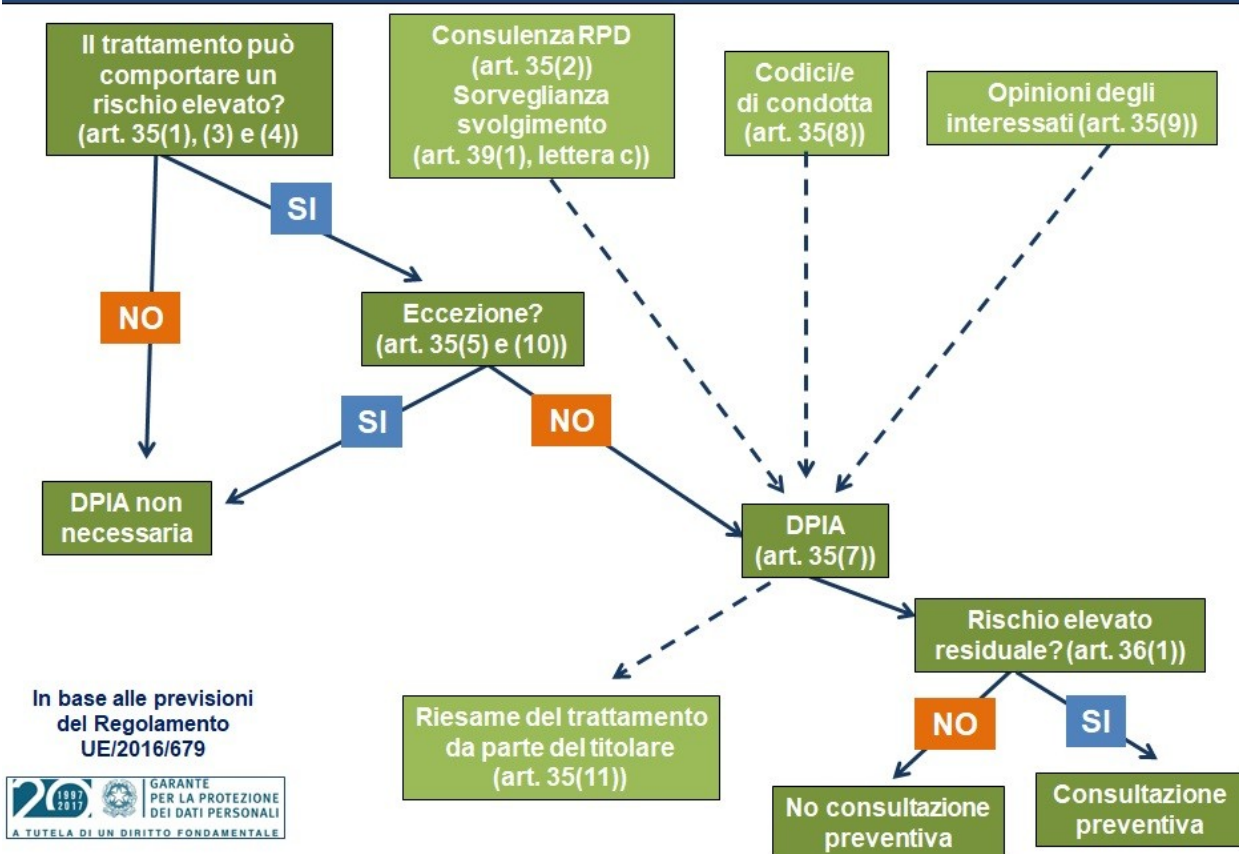 Il trattamento può
comportare un
rischio elevato?
(art. 35(1), (3) e (4))
Consulenza RPD
(art. 35(2))
Sorveglianza
svolgimento
(art. 39(1), lettera c))
Codici/e
di condotta
(art. 35(8))
Opinioni degli
interessati (art. 35(9))
SI
NO
Eccezione?
(art. 35(5) e (10))
SI
NO
DPIA non
necessaria
DPIA
(art. 35(7))
Rischio elevato
residuale? (art. 36(1))
In base alle previsioni
del Regolamento
UE/2016/679
Riesame del trattamento
da parte del titolare
(art. 35(11))
NO
SI
No consultazione
preventiva
Consultazione
preventiva
20 1997 2017
GARANTE
PER LA PROTEZIONE
DEI DATI PERSONALI
A TUTELA DI UN DIRITTO FONDAMENTALE